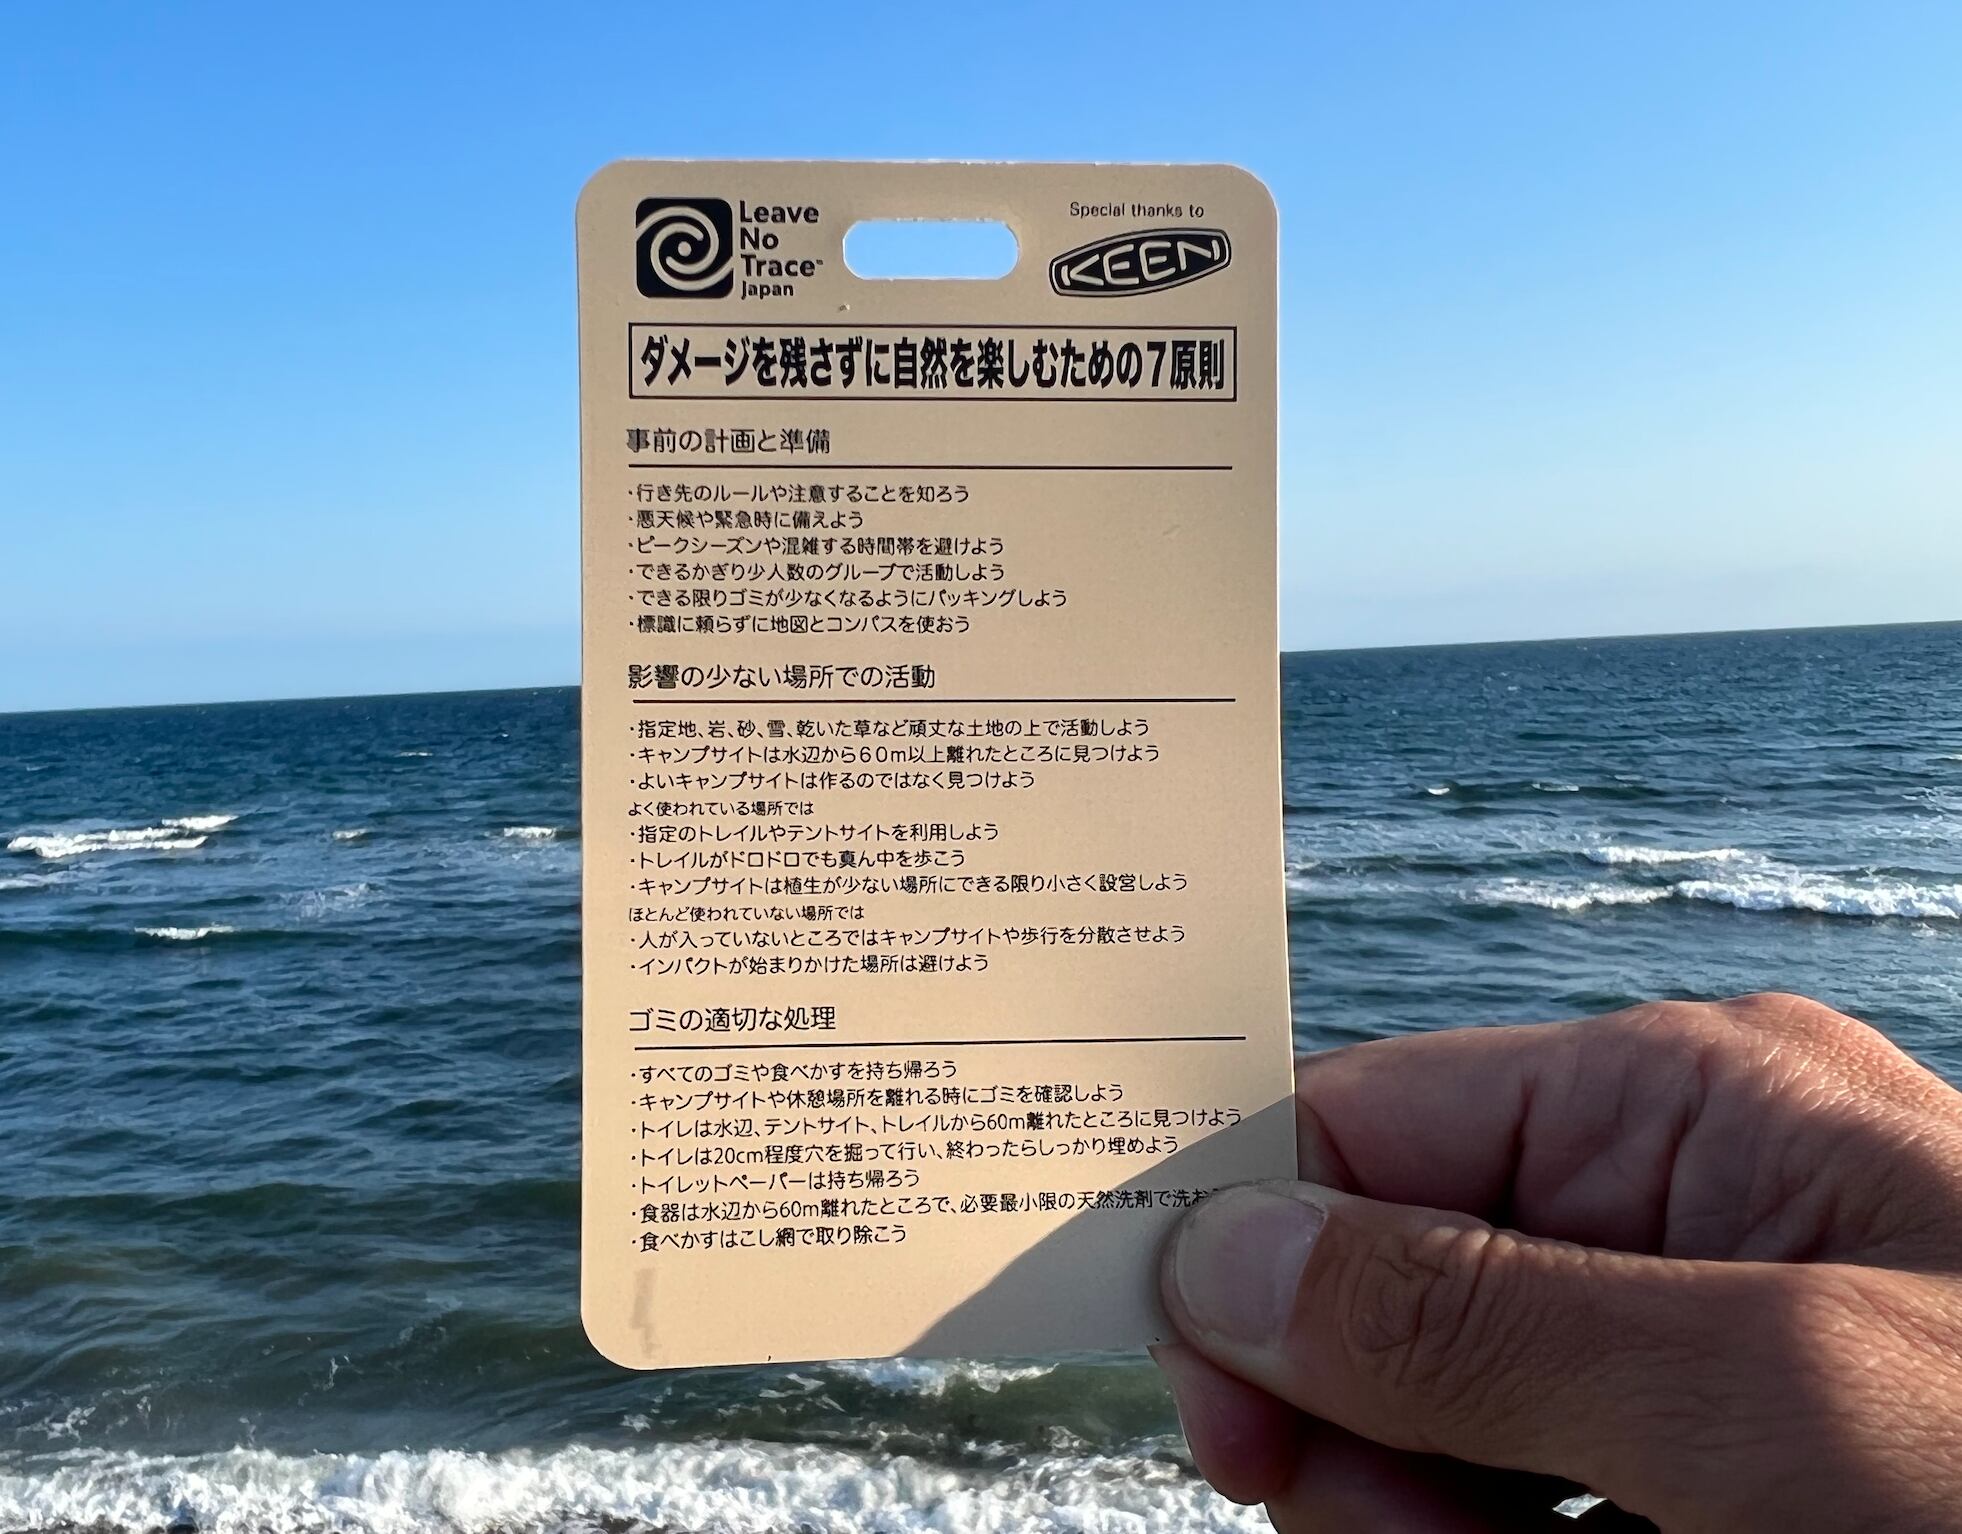 Leave
No
Trace
Japan
Special thanks to
KEEN
ダメージを残さずに自然を楽しむための7原則
事前の計画と準備
・行き先のルールや注意することを知ろう
・悪天候や緊急時に備えよう
・ピークシーズンや混雑する時間帯を避けよう
・できるかぎり少人数のグループで活動しよう
・できる限りゴミが少なくなるようにパッキングしよう
・標識に頼らずに地図とコンパスを使おう
影響の少ない場所での活動
・指定地、岩、砂、雪、乾いた草など頑丈な土地の上で活動しよう
・キャンプサイトは水辺から60m以上離れたところに見つけよう
・よいキャンプサイトは作るのではなく見つけよう
よく使われている場所では
・指定のトレイルやテントサイトを利用しよう
・トレイルがドロドロでも真ん中を歩こう
・キャンプサイトは植生が少ない場所にできる限り小さく設営しよう
ほとんど使われていない場所では
・人が入っていないところではキャンプサイトや歩行を分散させよう
・インパクトが始まりかけた場所は避けよう
ゴミの適切な処理
・すべてのゴミや食べかすを持ち帰ろう
・キャンプサイトや休憩場所を離れる時にゴミを確認しよう
・トイレは水辺、テントサイト、トレイルから60m離れたところに見つけよう
・トイレは20cm程度穴を掘って行い、終わったらしっかり埋めよう
・トイレットペーパーは持ち帰ろう
・食器は水辺から60m離れたところで、必要最小限の天然洗剤で洗お
・食べかすはこし網で取り除こう